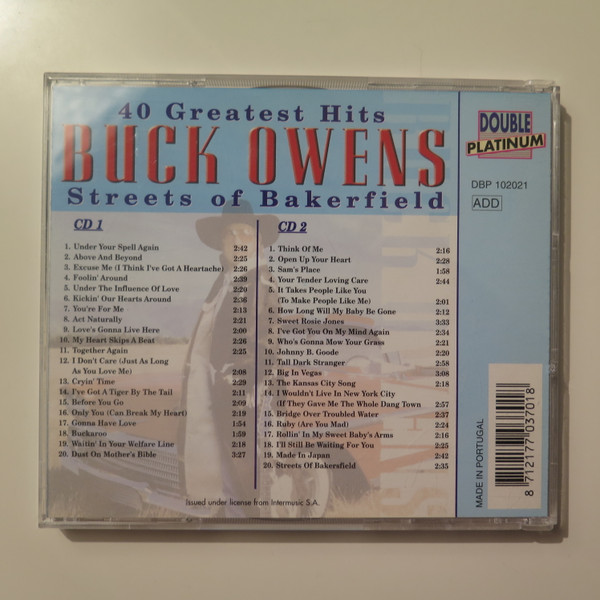 40 Greatest Hits
BUCK OWENS
Streets of Bakerfield
DOUBLE
PLATINUM
DBP 102021
ADD
CD 1
1. Under Your Spell Again 2:42
2. Above And Beyond 2:25
3. Excuse Me (I Think I've Got A Heartache) 2:26
4. Foolin' Around 2:39
5. Under The Influence Of Love 2:20
6. Kickin' Our Hearts Around 2:36
7. You're For Me 2:13
8. Act Naturally 2:21
9. Love's Gonna Live Here 2:00
10. My Heart Skips A Beat 2:26
11. Together Again 2:25
12. I Don't Care (Just As Long
As You Love Me) 2:08
13. Cryin' Time 2:29
14. I've Got A Tiger By The Tail 2:11
15. Before You Go 2:09
16. Only You (Can Break My Heart) 2:19
17. Gonna Have Love 1:54
18. Buckaroo 1:59
19. Waitin' In Your Welfare Line 2:18
20. Dust On Mother's Bible 3:27
CD 2
1. Think Of Me 2:16
2. Open Up Your Heart 2:28
3. Sam's Place 1:58
4. Your Tender Loving Care 2:44
5. It Takes People Like You
(To Make People Like Me) 2:01
6. How Long Will My Baby Be Gone 2:12
7. Sweet Rosie Jones 3:33
8. I've Got You On My Mind Again 2:34
9. Who's Gonna Mow Your Grass 2:21
10. Johnny B. Goode 2:20
11. Tall Dark Stranger 2:58
12. Big In Vegas 3:08
13. The Kansas City Song 2:18
14. I Wouldn't Live In New York City
(If They Gave Me The Whole Dang Town 2:57
15. Bridge Over Troubled Water 2:37
16. Ruby (Are You Mad) 2:24
17. Rollin' In My Sweet Baby's Arms 2:16
18. I'll Still Be Waiting For You 2:25
19. Made In Japan 2:42
20. Streets Of Bakersfield 2:35
Issued under license from Intermusic S.A.
MADE IN PORTUGAL
8 712177 037018